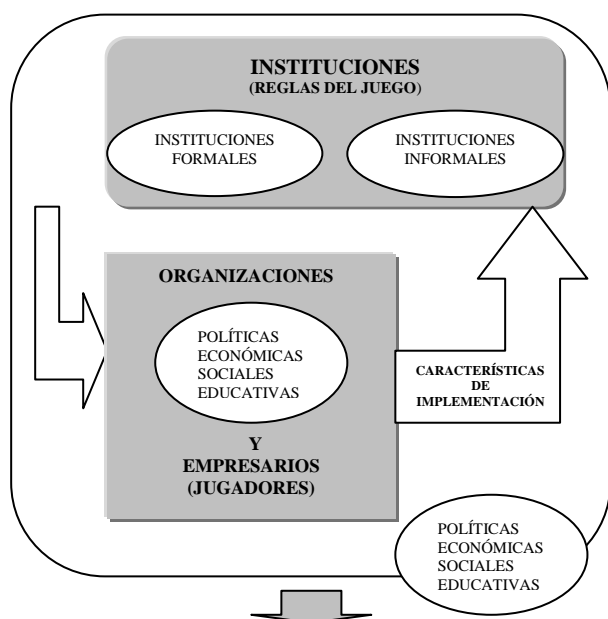 INSTITUCIONES
(REGLAS DEL JUEGO)
INSTITUCIONES
FORMALES
INSTITUCIONES
INFORMALES
ORGANIZACIONES
POLÍTICAS
ECONÓMICAS
SOCIALES
EDUCATIVAS
Y
EMPRESARIOS
(JUGADORES)
CARACTERÍSTICAS
DE
IMPLEMENTACIÓN
POLÍTICAS
ECONÓMICAS
SOCIALES
EDUCATIVAS